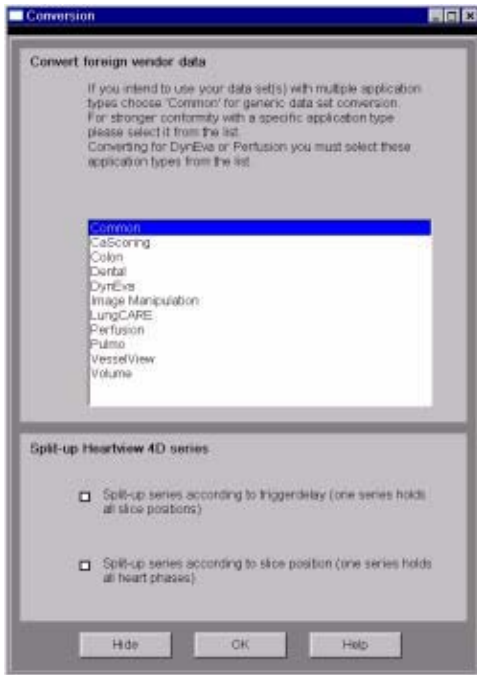 Conversion
Convert foreign vendor data
If you intend to use your data set(s) with multiple application
types choose 'Common' for generic data set conversion.
For stronger conformity with a specific application type
please select it from the list.
Converting for DynEva or Perfusion you must select these
application types from the list
Common
CaScoring
Colon
Dental
DynEva
Image Manipulation
LungCARE
Perfusion
Pulmo
VesselView
Volume
Split-up Heartview 4D series
Split-up series according to triggerdelay (one series holds
all slice positions)
Split-up series according to slice position (one series holds
all heart phases)
Hide OK Help